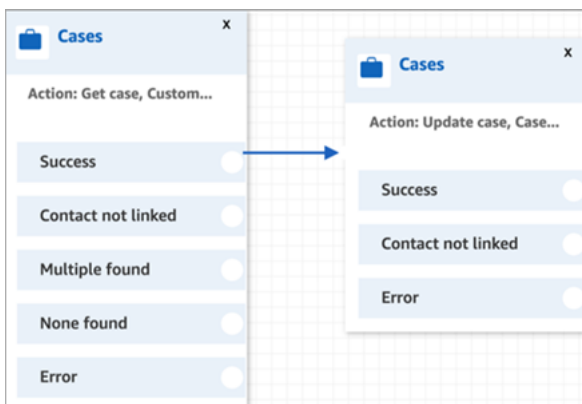 Cases
x
Action: Get case, Custom...
Success
Contact not linked
Multiple found
None found
Error
Cases
x
Action: Update case, Case...
Success
Contact not linked
Error